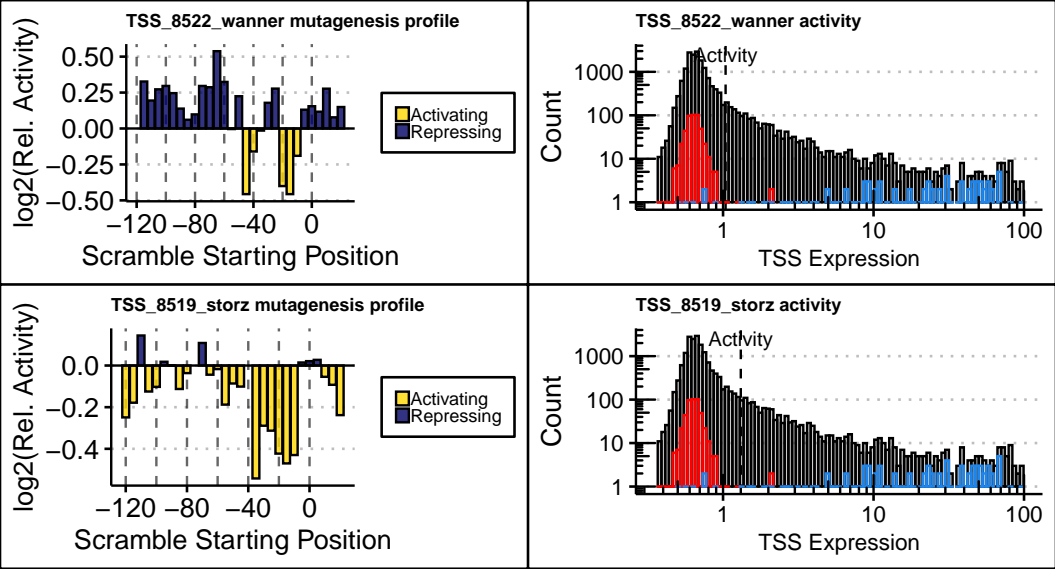 TSS_8522_wanner mutagenesis profile
0.50
0.25
0.00
−0.25
−0.50
log2(Rel. Activity)
−120 −80 −40 0
Scramble Starting Position
Activating
Repressing
TSS_8522_wanner activity
Activity
1000
100
10
1
Count
1 10 100
TSS Expression
TSS_8519_storz mutagenesis profile
0.0
−0.2
−0.4
log2(Rel. Activity)
−120 −80 −40 0
Scramble Starting Position
Activating
Repressing
TSS_8519_storz activity
Activity
1000
100
10
1
Count
1 10 100
TSS Expression